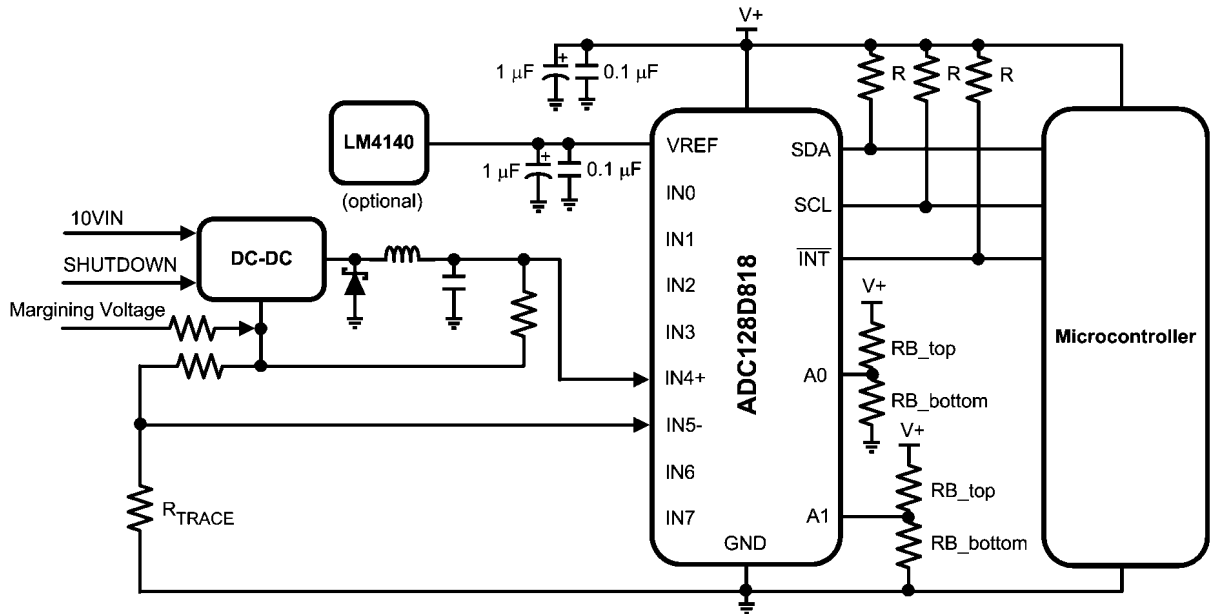 V+
1 µF + 0.1 µF
R R R
LM4140
(optional)
1 µF + 0.1 µF
VREF
IN0
IN1
IN2
IN3
IN4+
IN5-
IN6
IN7
GND
ADC128D818
SDA
SCL
INT
A0
A1
10VIN
SHUTDOWN
DC-DC
Margining Voltage
RTRACE
V+
RB_top
RB_bottom
V+
RB_top
RB_bottom
Microcontroller